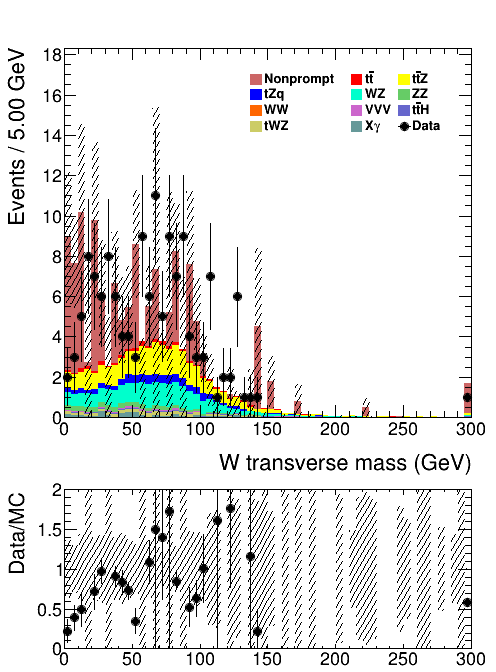 Events / 5.00 GeV
18
16
14
12
10
8
6
4
2
0
Nonprompt tt̄ tt̄Z
tZq WZ ZZ
WW VVV tt̄H
tWZ Xγ Data
0 50 100 150 200 250 300
W transverse mass (GeV)
Data/MC
2
1.5
1
0.5
0
0 50 100 150 200 250 300